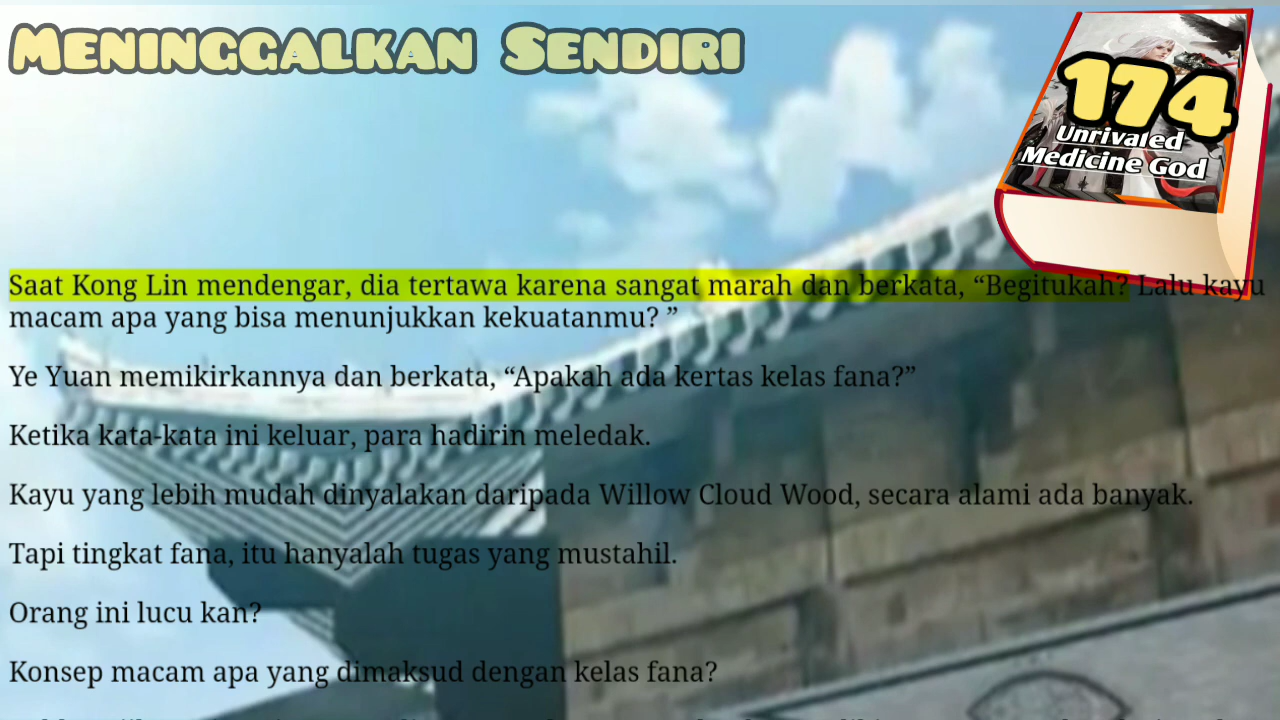 Meninggalkan Sendiri
174
Unrivaled
Medicine God
Saat Kong Lin mendengar, dia tertawa karena sangat marah dan berkata, “Begitukah? Lalu kayu
macam apa yang bisa menunjukkan kekuatanmu? ”
Ye Yuan memikirkannya dan berkata, “Apakah ada kertas kelas fana?”
Ketika kata-kata ini keluar, para hadirin meledak.
Kayu yang lebih mudah dinyalakan daripada Willow Cloud Wood, secara alami ada banyak.
Tapi tingkat fana, itu hanyalah tugas yang mustahil.
Orang ini lucu kan?
Konsep macam apa yang dimaksud dengan kelas fana?